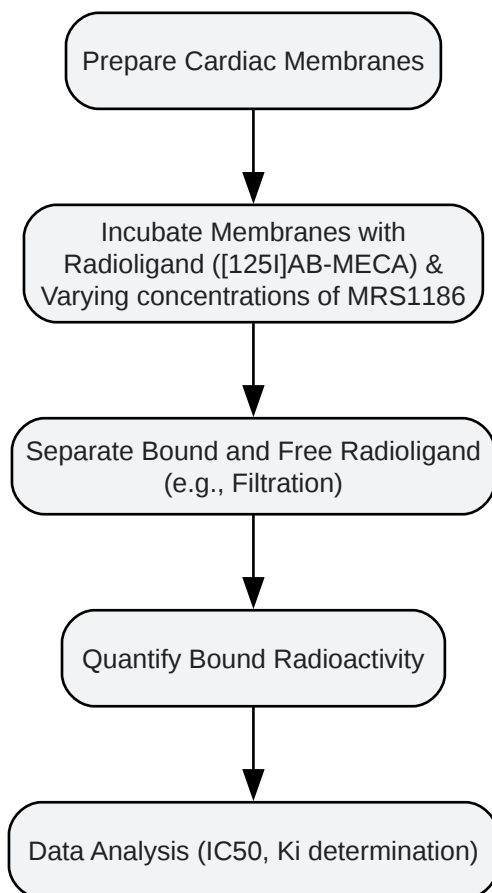 Prepare Cardiac Membranes
Incubate Membranes with
Radioligand ([125I]AB-MECA) &
Varying concentrations of MRS1186
Separate Bound and Free Radioligand
(e.g., Filtration)
Quantify Bound Radioactivity
Data Analysis (IC50, Ki determination)